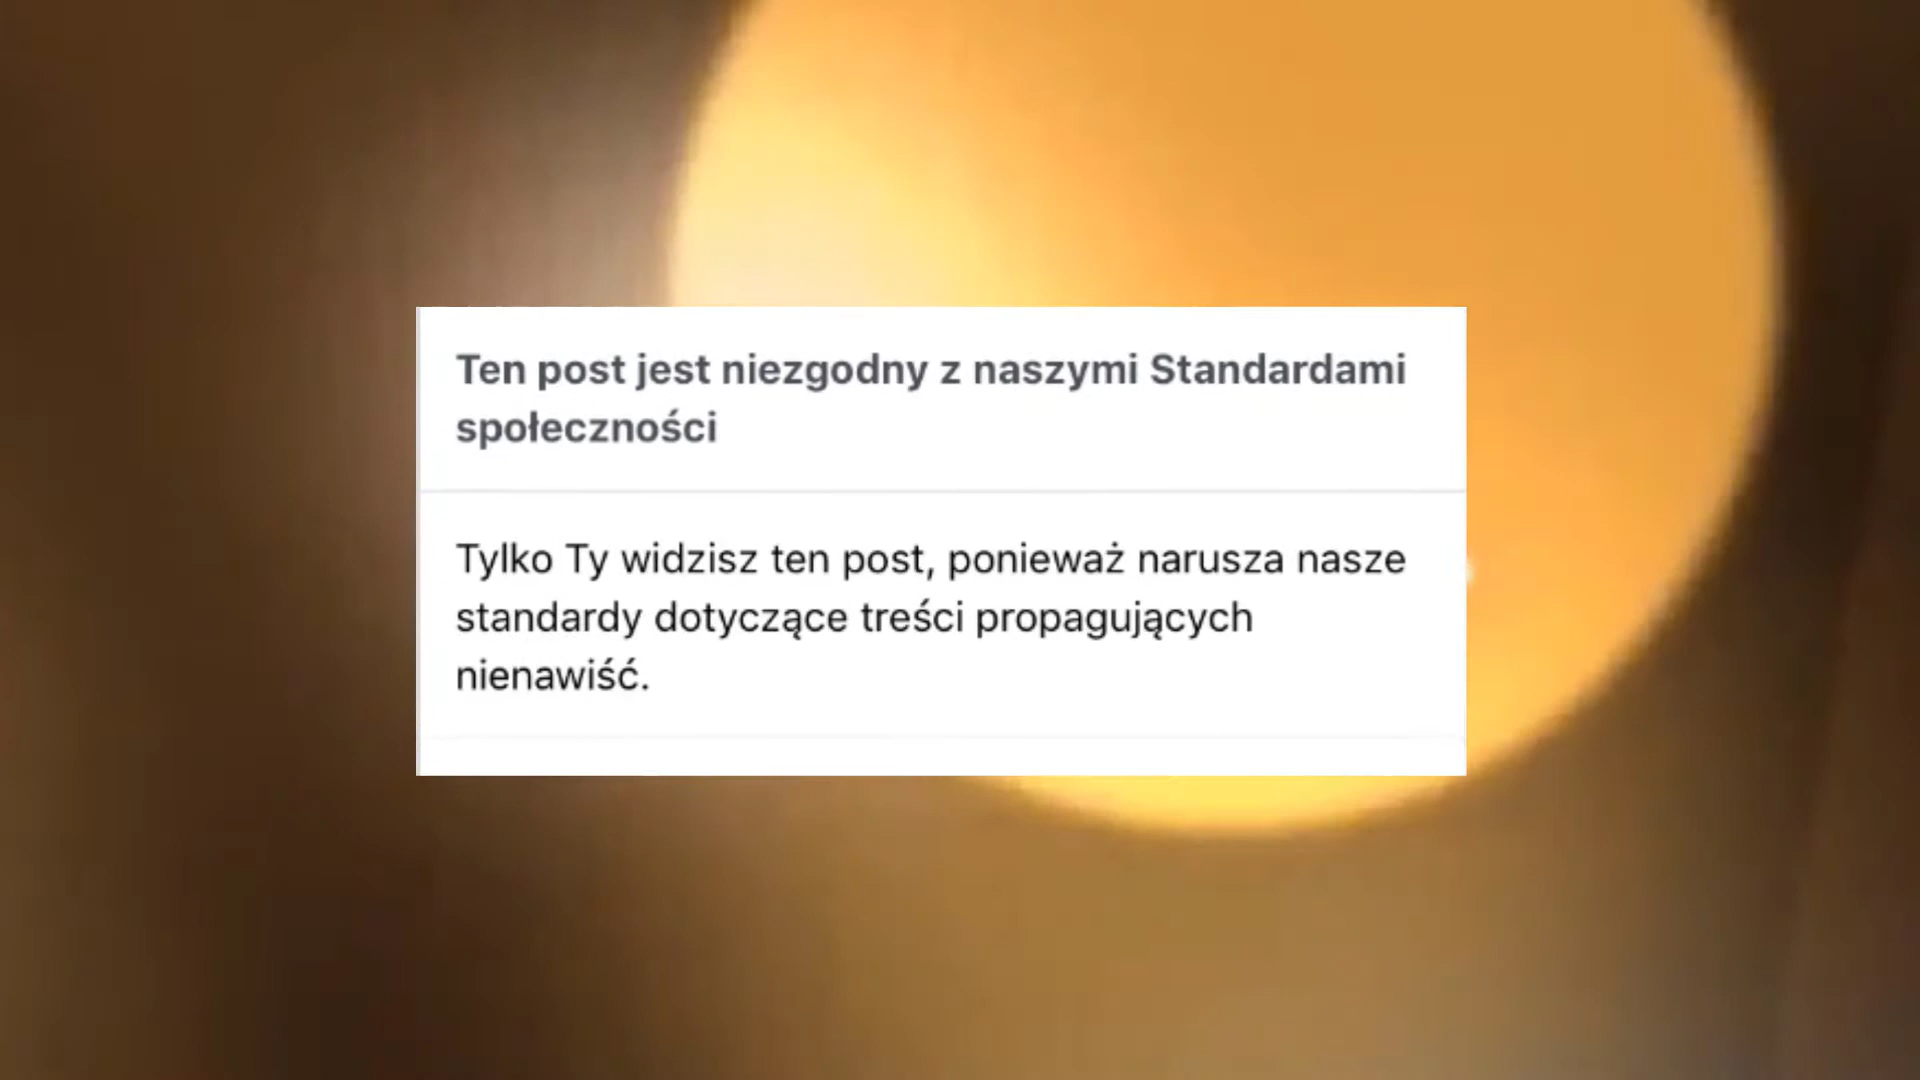 Ten post jest niezgodny z naszymi Standardami
społeczności
Tylko Ty widzisz ten post, ponieważ narusza nasze
standardy dotyczące treści propagujących
nienawiść.